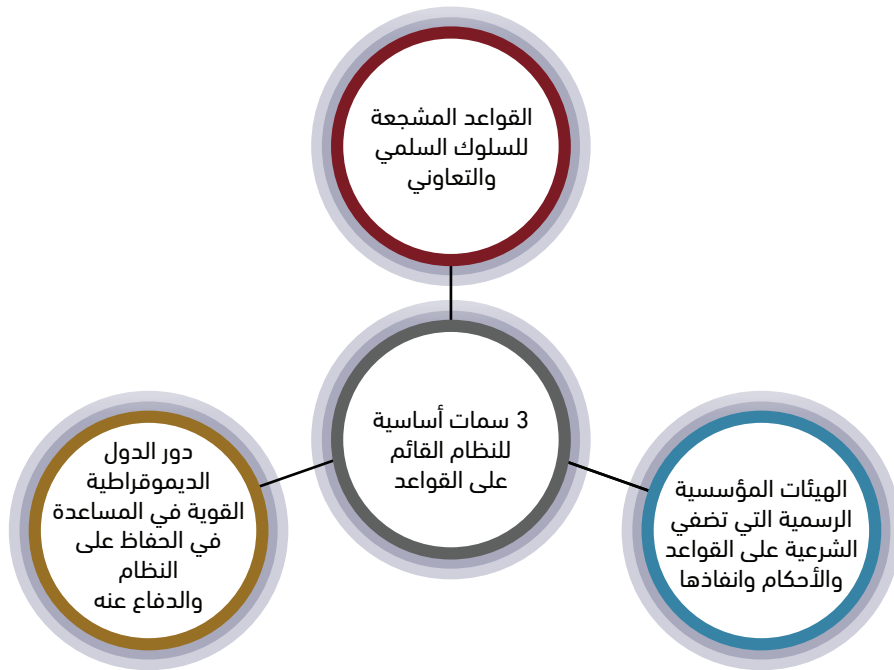 القواعد المشجعة
للسلوك السلمي
والتعاوني
3 سمات أساسية
للنظام القائم
على القواعد
الهيئات المؤسسية
الرسمية التي تضفي
الشرعية على القواعد
والأحكام وانفاذها
دور الدول
الديموقراطية
القوية في المساعدة
في الحفاظ على
النظام
والدفاع عنه